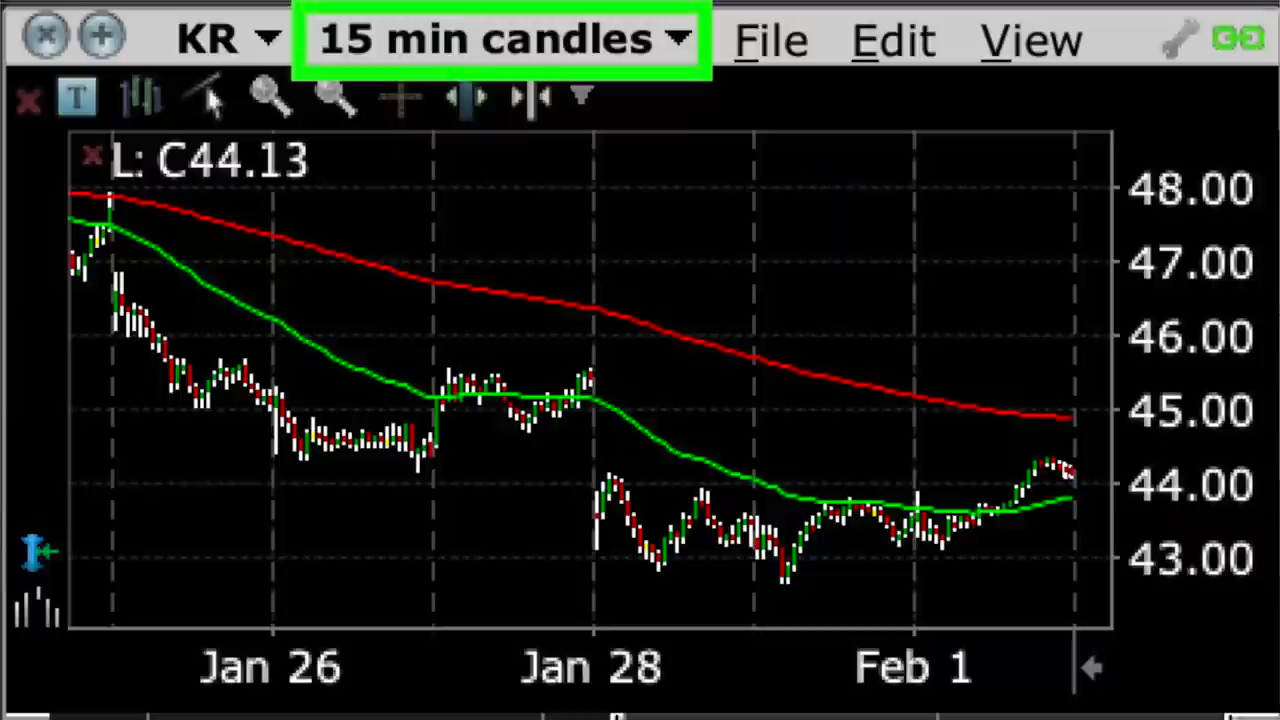 KR 15 min candles File Edit View
T
L: C44.13
48.00
47.00
46.00
45.00
44.00
43.00
Jan 26 Jan 28 Feb 1